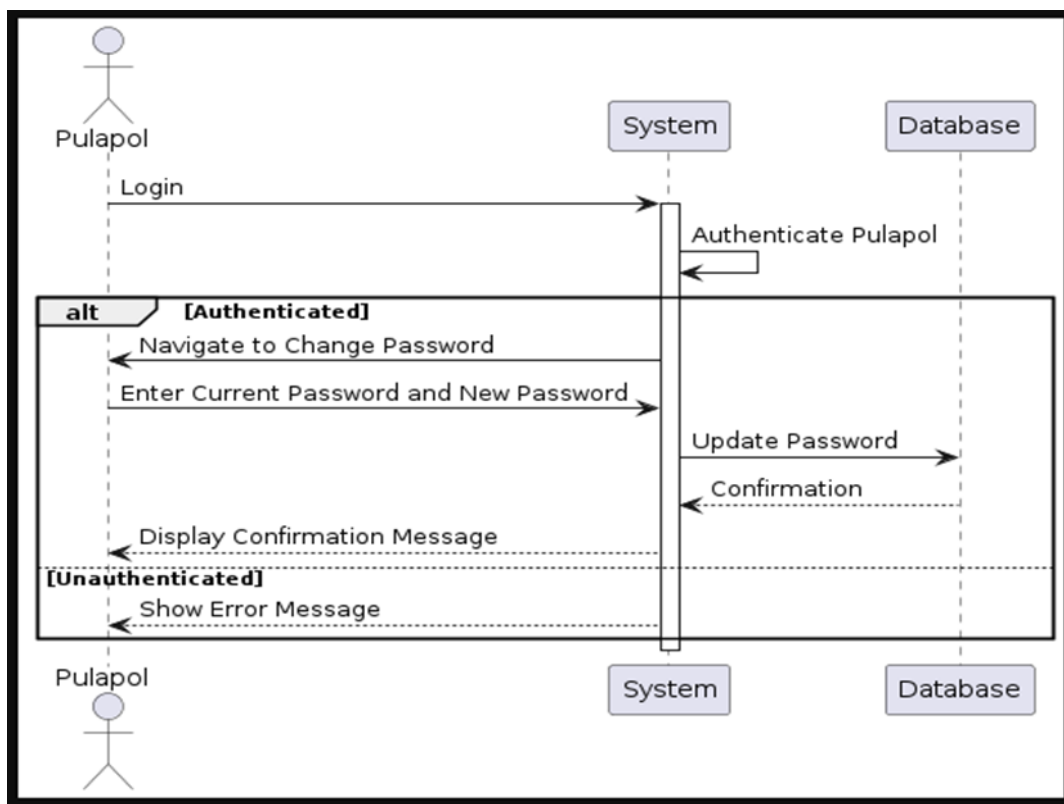 Pulapol
System
Database
Login
Authenticate Pulapol
alt [Authenticated]
Navigate to Change Password
Enter Current Password and New Password
Update Password
Confirmation
Display Confirmation Message
[Unauthenticated]
Show Error Message
Pulapol
System
Database